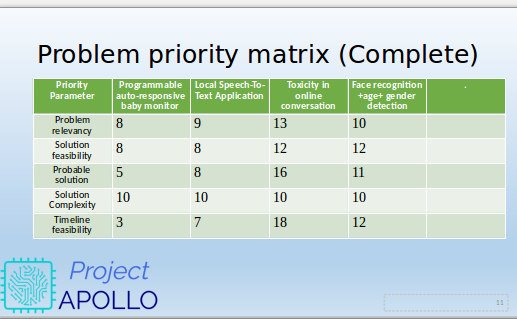 Problem priority matrix (Complete)
Priority Parameter Programmable auto-responsive baby monitor Local Speech-To-Text Application Toxicity in online conversation Face recognition +age+ gender detection .
Problem relevancy 8 9 13 10
Solution feasibility 8 8 12 12
Probable solution 5 8 16 11
Solution Complexity 10 10 10 10
Timeline feasibility 3 7 18 12
Project
APOLLO
11